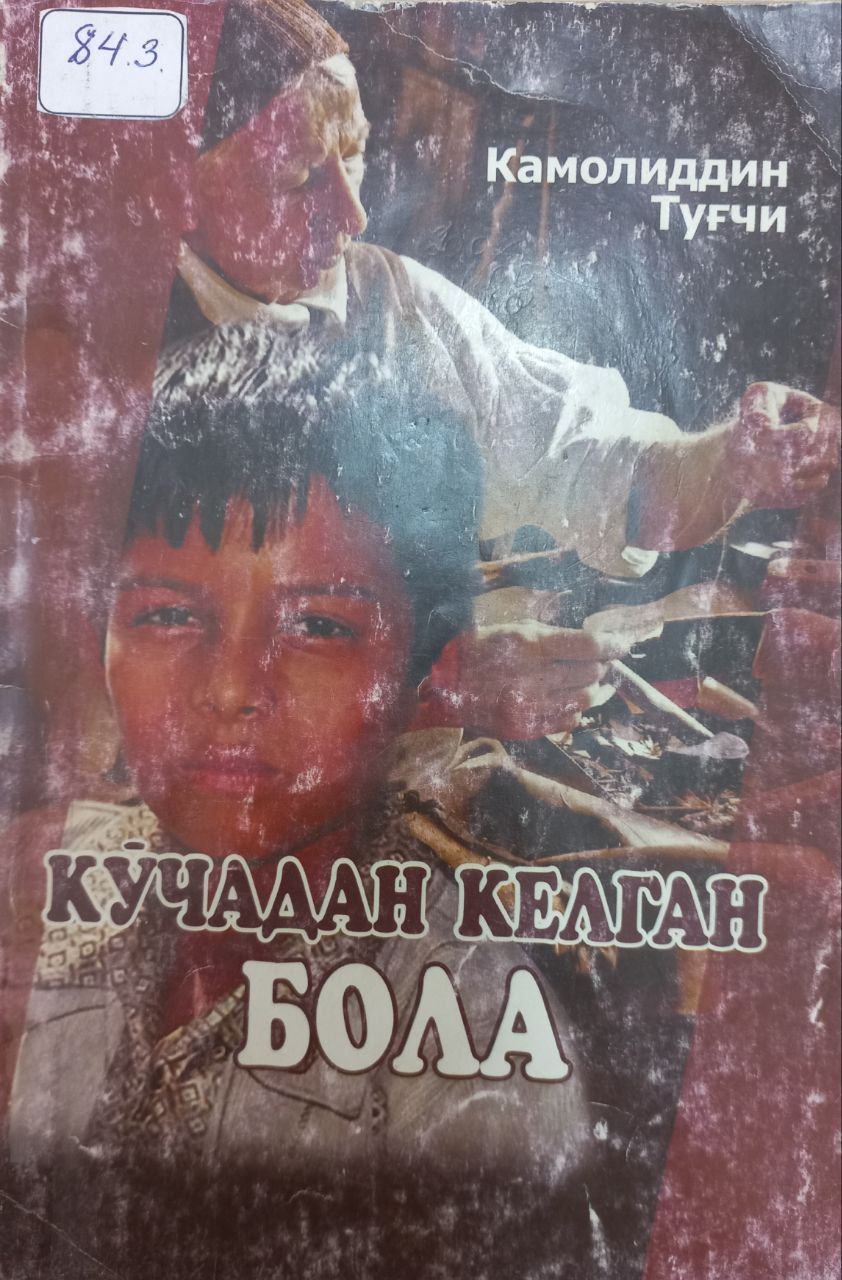 84.3.
Камолиддин
Туғчи
КЎЧАДАН КЕЛГАН
БОЛА